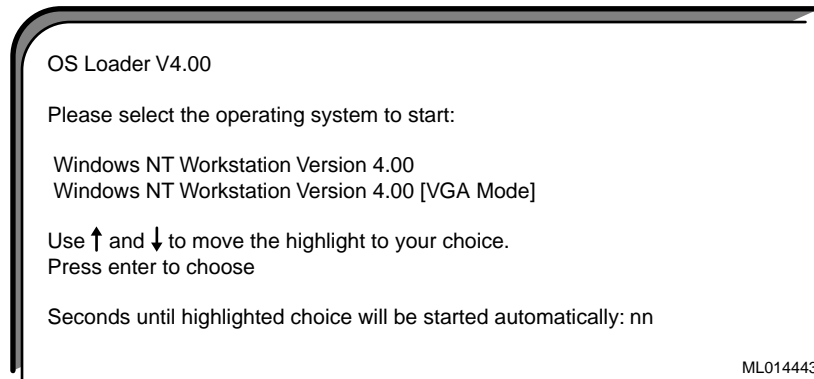 OS Loader V4.00
Please select the operating system to start:
Windows NT Workstation Version 4.00
Windows NT Workstation Version 4.00 [VGA Mode]
Use ↑ and ↓ to move the highlight to your choice.
Press enter to choose
Seconds until highlighted choice will be started automatically: nn
ML014443